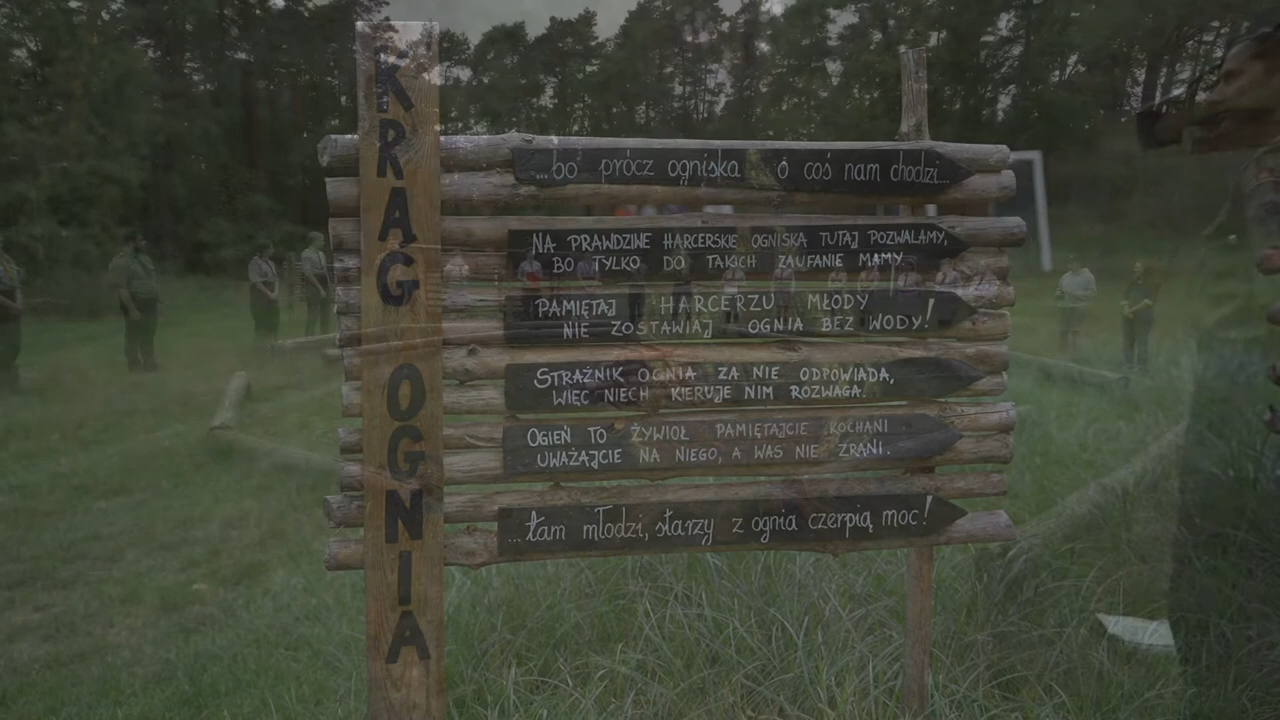 KRĄG OGNIA
...bo prócz ogniska o coś nam chodzi...
NA PRAWDZIWE HARCERSKIE OGNISKA TUTAJ POZWALAMY,
BO TYLKO DO TAKICH ZAUFANIE MAMY.
PAMIĘTAJ HARCERZU MŁODY
NIE ZOSTAWIAJ OGNIA BEZ WODY!
STRAŻNIK OGNIA ZA NIE ODPOWIADA,
WIĘC NIECH KIERUJE NIM ROZWAGA.
OGIEŃ TO ŻYWIOŁ PAMIĘTAJCIE KOCHANI
UWAŻAJCIE NA NIEGO, A WAS NIE ZRANI.
...tam młodzi, starzy z ognia czerpią moc!